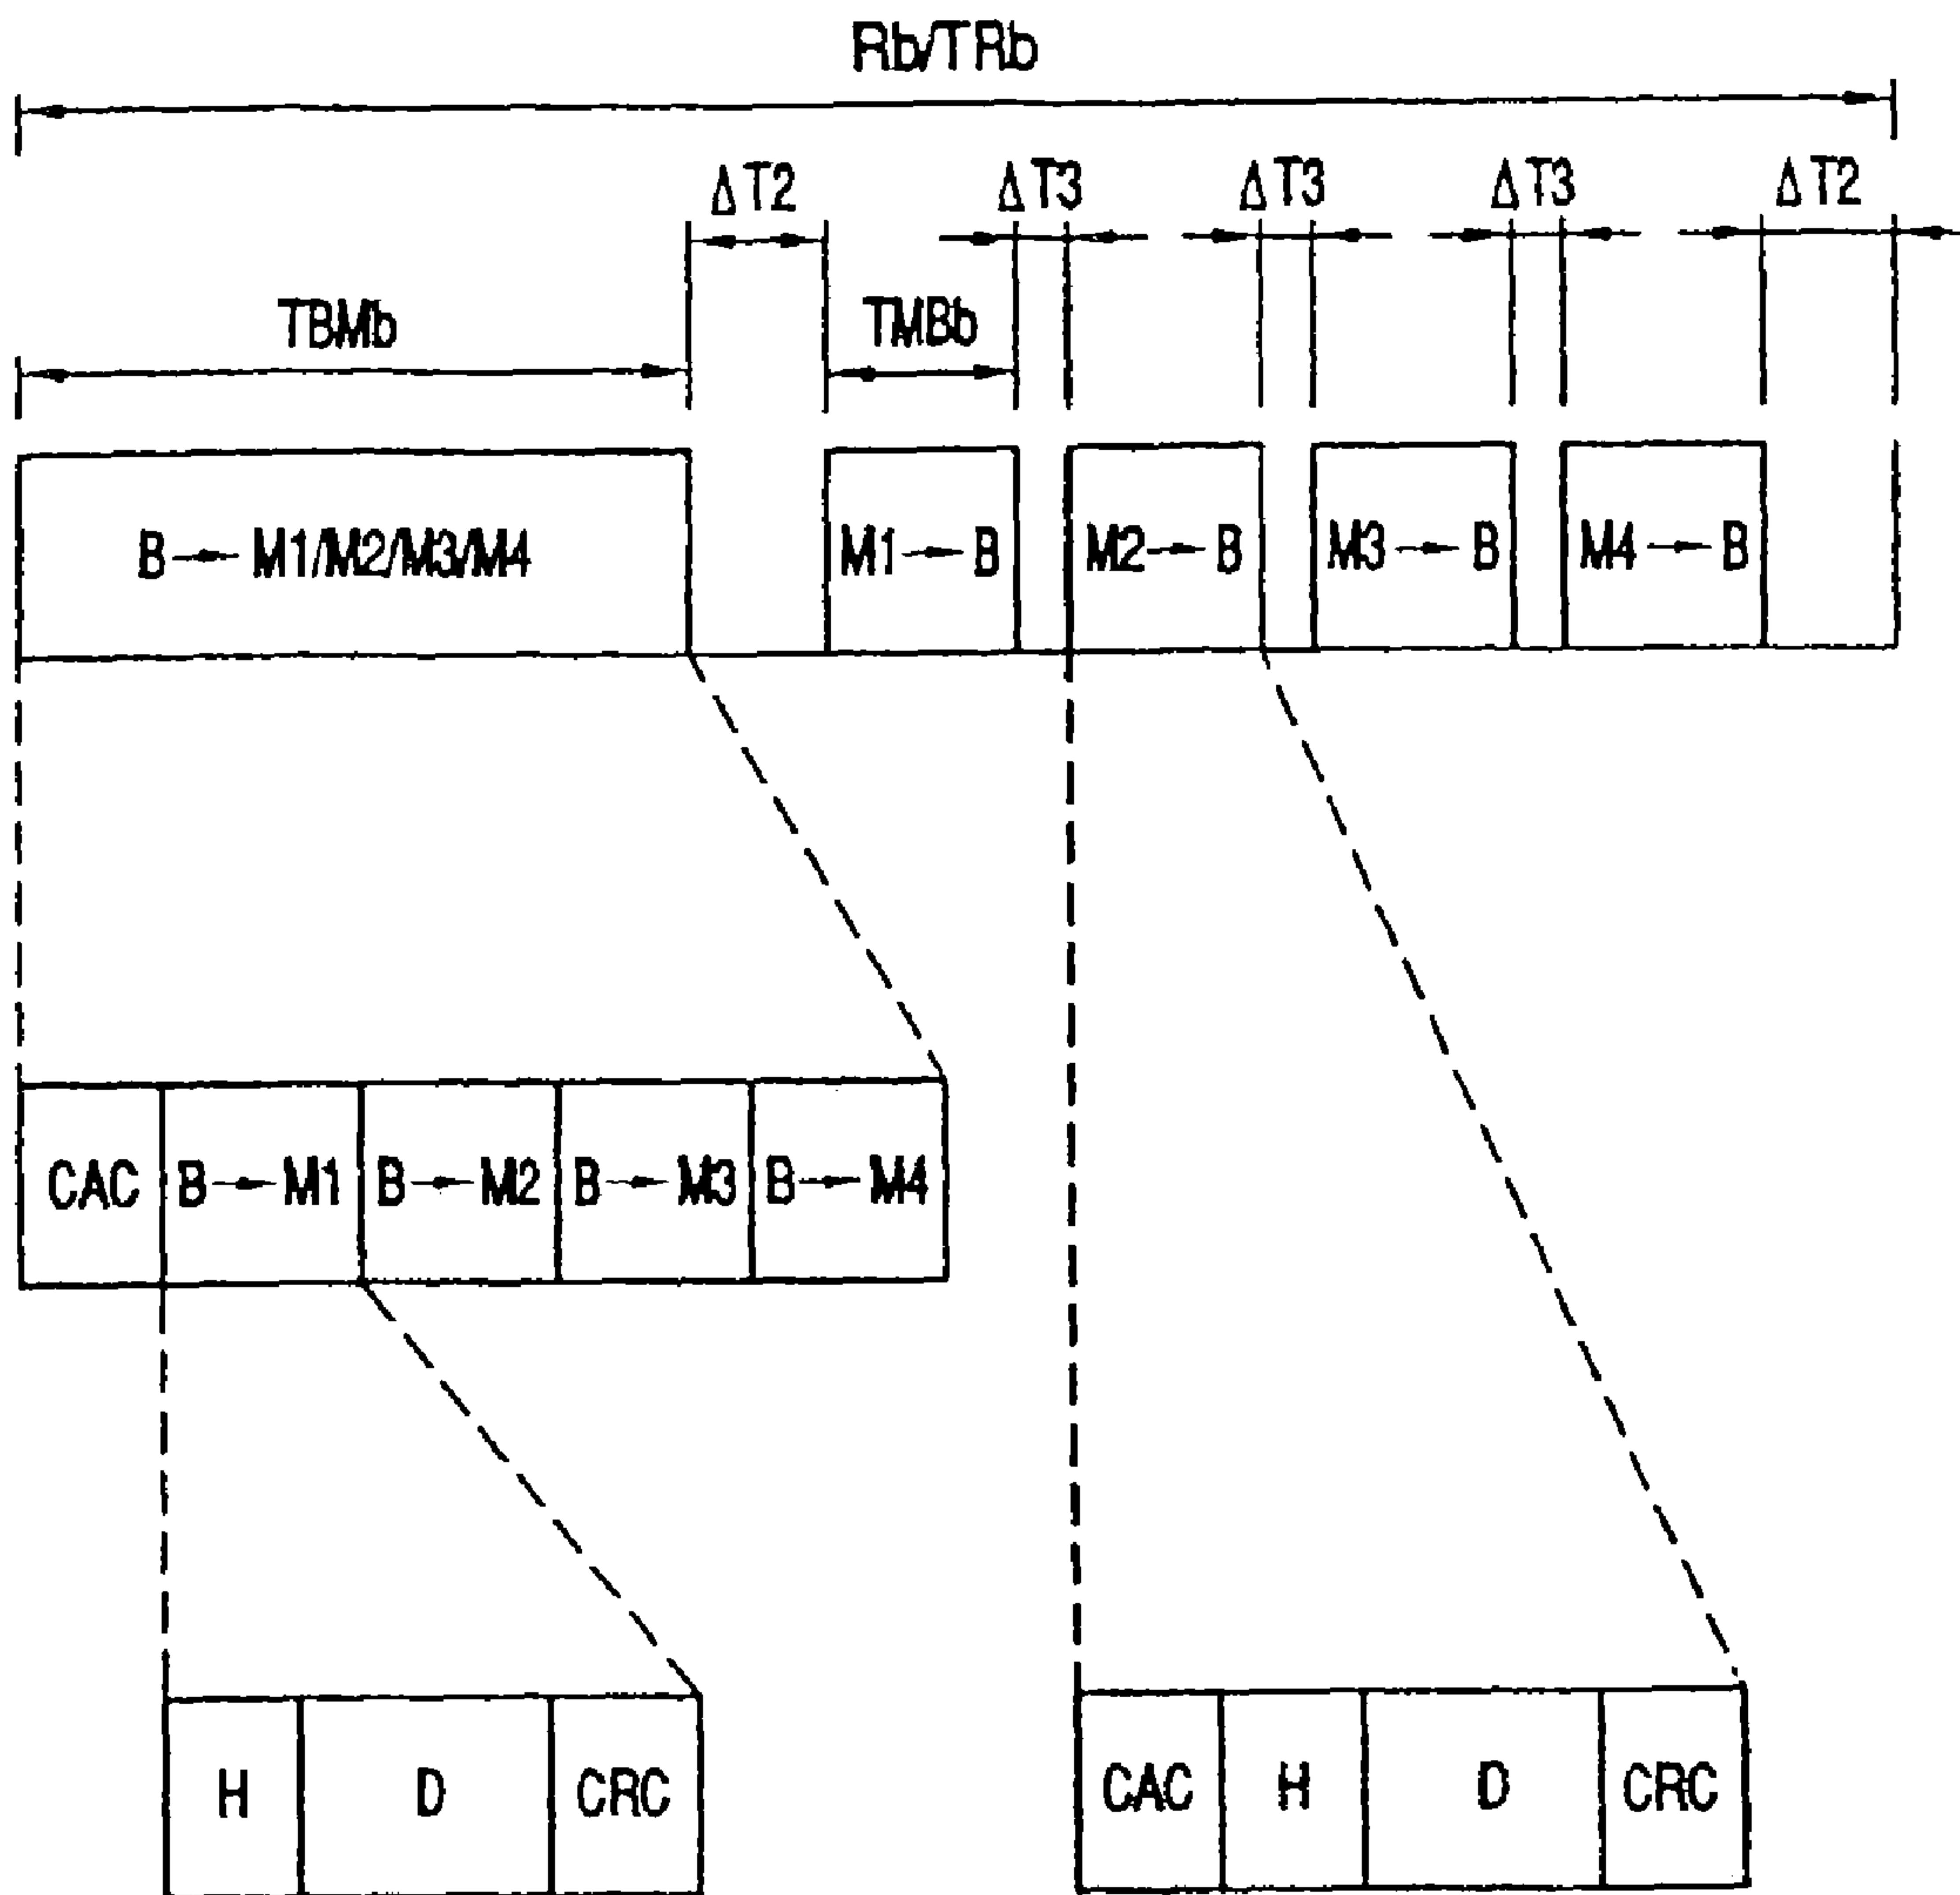 Rb/TRb
ΔT2 ΔT3 ΔT3 ΔT3 ΔT2
TBMb TMBb
B → M1/M2/M3/M4 M1 → B M2 → B M3 → B M4 → B
CAC B → M1 B → M2 B → M3 B → M4
H D CRC CAC H D CRC